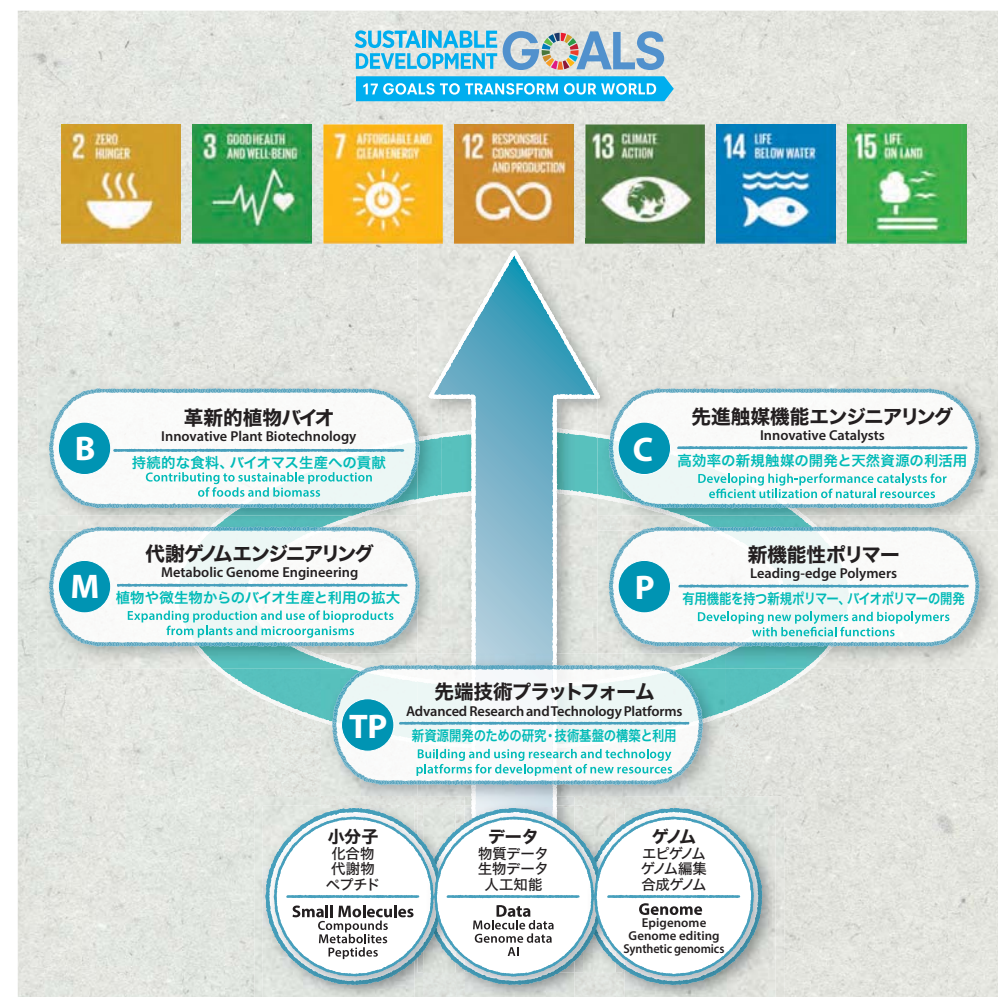 SUSTAINABLE
DEVELOPMENT
GOALS
17 GOALS TO TRANSFORM OUR WORLD
2 ZERO
HUNGER
3 GOOD HEALTH
AND WELL-BEING
7 AFFORDABLE AND
CLEAN ENERGY
12 RESPONSIBLE
CONSUMPTION
AND PRODUCTION
13 CLIMATE
ACTION
14 LIFE
BELOW WATER
15 LIFE
ON LAND
B
革新的植物バイオ
Innovative Plant Biotechnology
持続的な食料、バイオマス生産への貢献
Contributing to sustainable production
of foods and biomass
C
先進触媒機能エンジニアリング
Innovative Catalysts
高効率の新規触媒の開発と天然資源の利活用
Developing high-performance catalysts for
efficient utilization of natural resources
M
代謝ゲノムエンジニアリング
Metabolic Genome Engineering
植物や微生物からのバイオ生産と利用の拡大
Expanding production and use of bioproducts
from plants and microorganisms
P
新機能性ポリマー
Leading-edge Polymers
有用機能を持つ新規ポリマー、バイオポリマーの開発
Developing new polymers and biopolymers
with beneficial functions
TP
先端技術プラットフォーム
Advanced Research and Technology Platforms
新資源開発のための研究・技術基盤の構築と利用
Building and using research and technology
platforms for development of new resources
小分子
化合物
代謝物
ペプチド
Small Molecules
Compounds
Metabolites
Peptides
データ
物質データ
生物データ
人工知能
Data
Molecule data
Genome data
AI
ゲノム
エピゲノム
ゲノム編集
合成ゲノム
Genome
Epigenome
Genome editing
Synthetic genomics